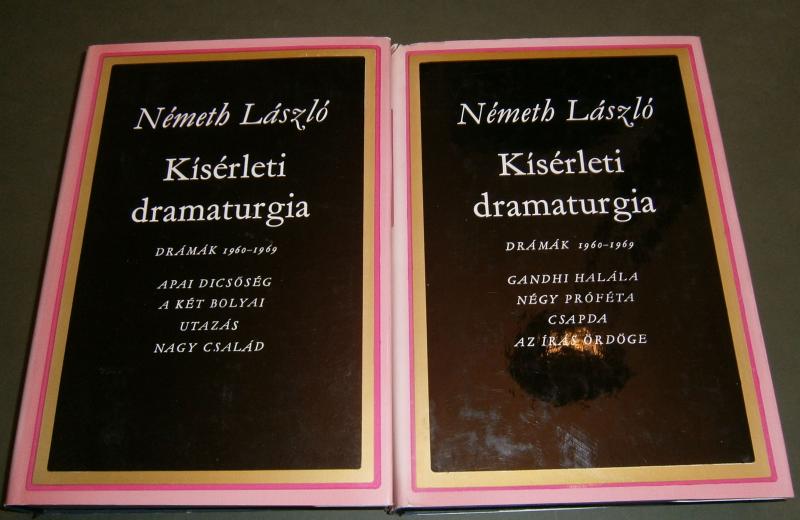 Németh László
Kísérleti
dramaturgia
DRÁMÁK 1960–1969
APAI DICSŐSÉG
A KÉT BOLYAI
UTAZÁS
NAGY CSALÁD
Németh László
Kísérleti
dramaturgia
DRÁMÁK 1960–1969
GANDHI HALÁLA
NÉGY PRÓFÉTA
CSAPDA
AZ ÍRÁS ÖRDÖGE